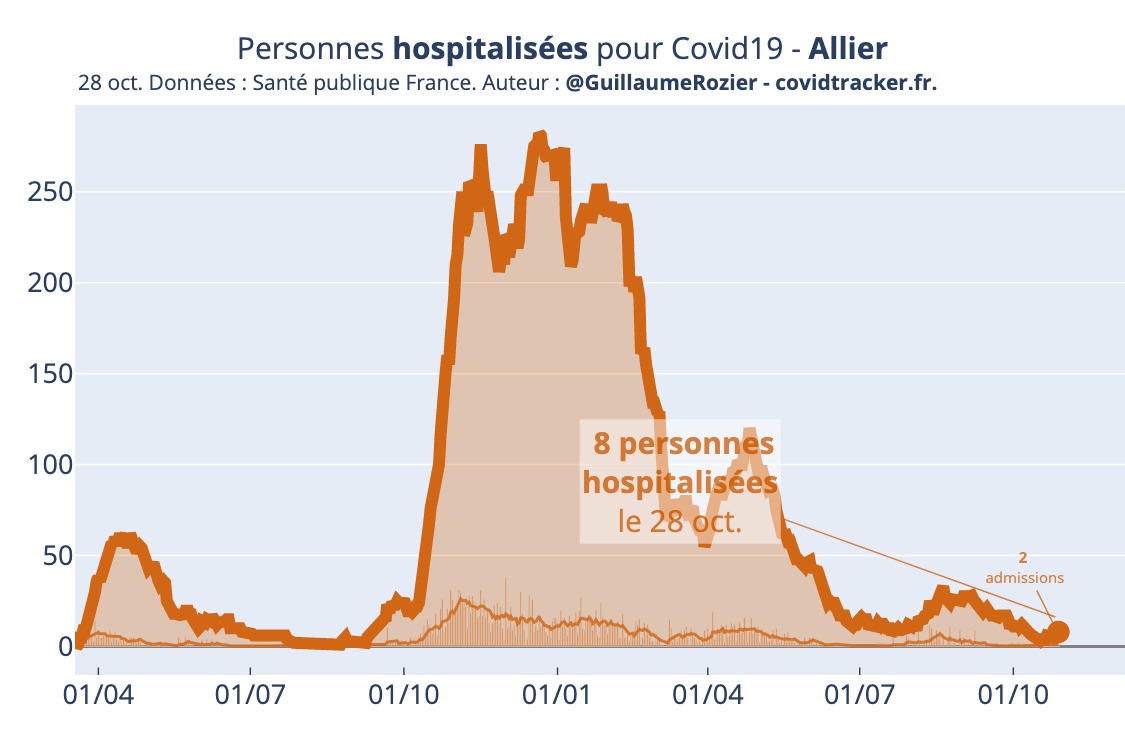 Personnes hospitalisées pour Covid19 - Allier
28 oct. Données : Santé publique France. Auteur : @GuillaumeRozier - covidtracker.fr.
250
200
150
100
50
0
8 personnes
hospitalisées
le 28 oct.
2
admissions
01/04
01/07
01/10
01/01
01/04
01/07
01/10